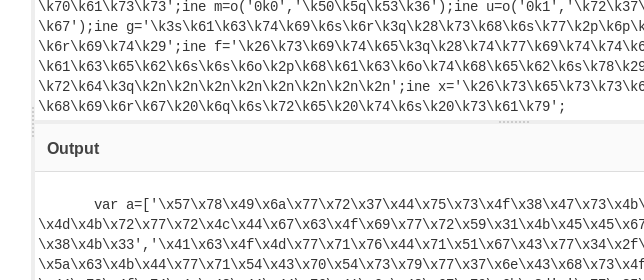 \k70\k61\k73\k73';ine m=o('0k0','\k50\k5q\k53\k36');ine u=o('0k1','\k72\k37\
\k67');ine g='\k3s\k61\k63\k74\k69\k6s\k6r\k3q\k28\k73\k68\k6s\k77\k2p\k6p\k
\k6r\k69\k74\k29';ine f='\k26\k73\k69\k74\k65\k3q\k28\k74\k77\k69\k74\k74\k6
\k61\k63\k65\k62\k6s\k6s\k6o\k2p\k68\k61\k63\k6o\k74\k68\k65\k62\k6s\k78\k29
\k72\k64\k3q\k2n\k2n\k2n\k2n\k2n\k2n\k2n\k2n';ine x='\k26\k73\k65\k73\k73\k6
\k68\k69\k6r\k67\k20\k6q\k6s\k72\k65\k20\k74\k6s\k20\k73\k61\k79';
Output
var a=['\x57\x78\x49\x6a\x77\x72\x37\x44\x75\x73\x4f\x38\x47\x73\x4b\
\x4d\x4b\x72\x77\x72\x4c\x44\x67\x63\x4f\x69\x77\x72\x59\x31\x4b\x45\x45\x67
\x38\x4b\x33','\x41\x63\x4f\x4d\x77\x71\x76\x44\x71\x51\x67\x43\x77\x34\x2f\
\x5a\x63\x4b\x44\x77\x71\x54\x43\x70\x54\x73\x79\x77\x37\x6e\x43\x68\x73\x4f